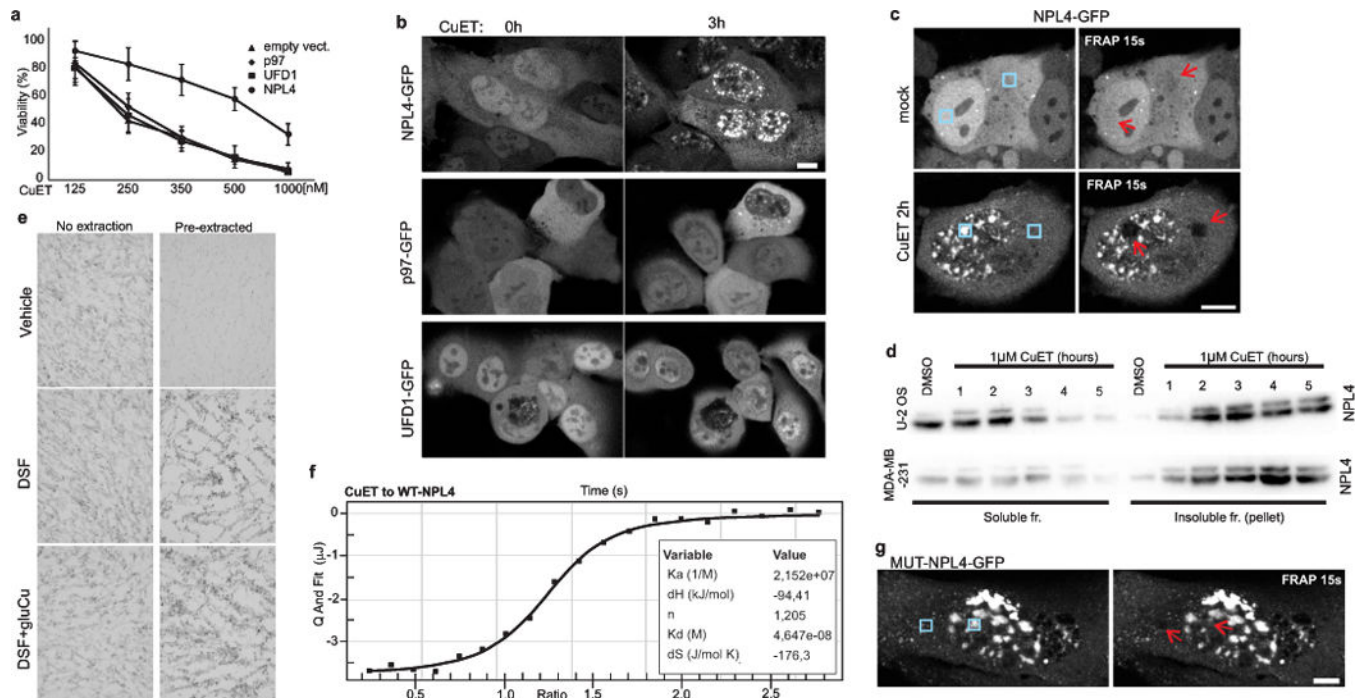 a
Viability (%)
100
80
60
40
20
0
CuET 125 250 350 500 1000[nM]
empty vect.
p97
UFD1
NPL4
b
CuET: 0h 3h
NPL4-GFP
p97-GFP
UFD1-GFP
c
NPL4-GFP
mock
FRAP 15s
CuET 2h
FRAP 15s
d
DMSO
1µM CuET (hours)
1 2 3 4 5
DMSO
1µM CuET (hours)
1 2 3 4 5
U-2 OS
NPL4
MDA-MB
-231
NPL4
Soluble fr.
Insoluble fr. (pellet)
e
No extraction Pre-extracted
Vehicle
DSF
DSF+gluCu
f
CuET to WT-NPL4
Time (s)
Q And Fit (µJ)
0
-1
-2
-3
0.5 1.0 1.5 2.0 2.5
Ratio
Variable Value
Ka (1/M) 2,152e+07
dH (kJ/mol) -94,41
n 1,205
Kd (M) 4,647e-08
dS (J/mol K) -176,3
g
MUT-NPL4-GFP
FRAP 15s